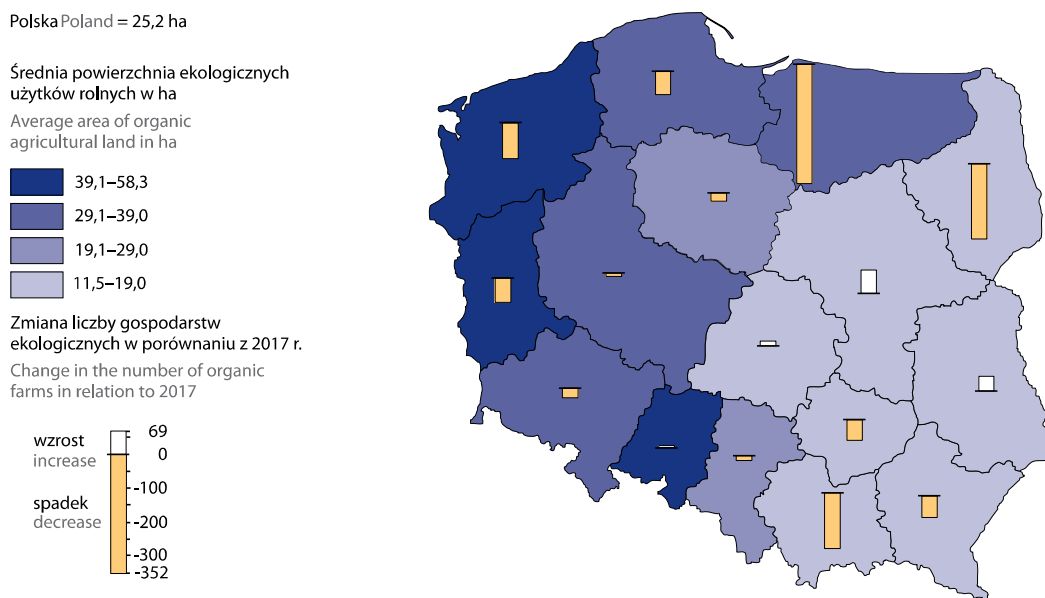 Polska Poland = 25,2 ha
Średnia powierzchnia ekologicznych
użytków rolnych w ha
Average area of organic
agricultural land in ha
39,1–58,3
29,1–39,0
19,1–29,0
11,5–19,0
Zmiana liczby gospodarstw
ekologicznych w porównaniu z 2017 r.
Change in the number of organic
farms in relation to 2017
wzrost
increase
spadek
decrease
69
0
-100
-200
-300
-352